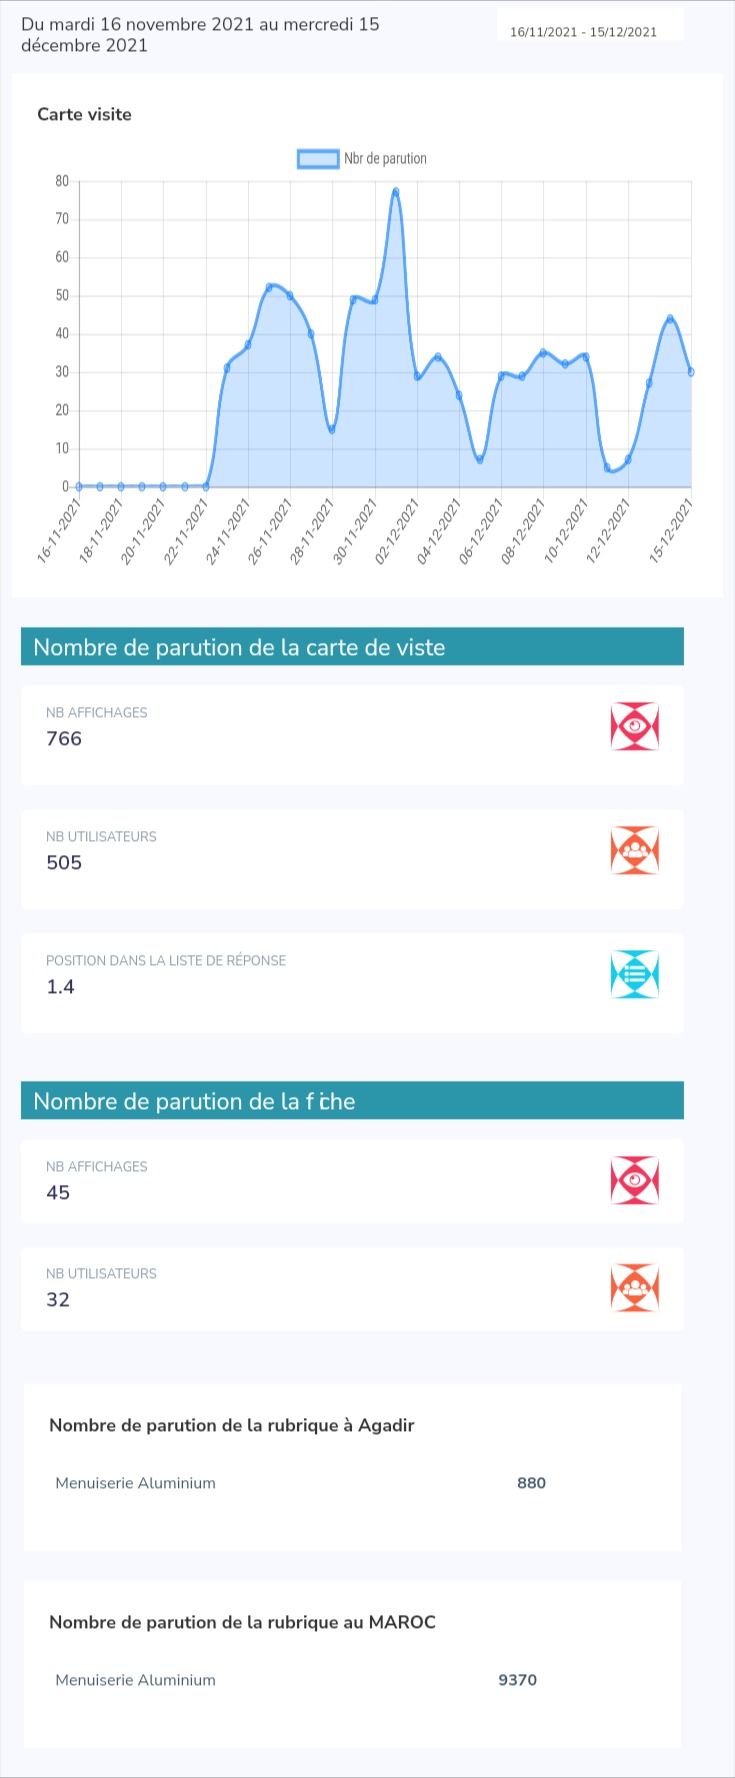 Du mardi 16 novembre 2021 au mercredi 15
décembre 2021
16/11/2021 - 15/12/2021
Carte visite
Nbr de parution
80
70
60
50
40
30
20
10
0
16-11-2021
18-11-2021
20-11-2021
22-11-2021
24-11-2021
26-11-2021
28-11-2021
30-11-2021
02-12-2021
04-12-2021
06-12-2021
08-12-2021
10-12-2021
12-12-2021
15-12-2021
Nombre de parution de la carte de viste
NB AFFICHAGES
766
NB UTILISATEURS
505
POSITION DANS LA LISTE DE RÉPONSE
1.4
Nombre de parution de la fiche
NB AFFICHAGES
45
NB UTILISATEURS
32
Nombre de parution de la rubrique à Agadir
Menuiserie Aluminium 880
Nombre de parution de la rubrique au MAROC
Menuiserie Aluminium 9370